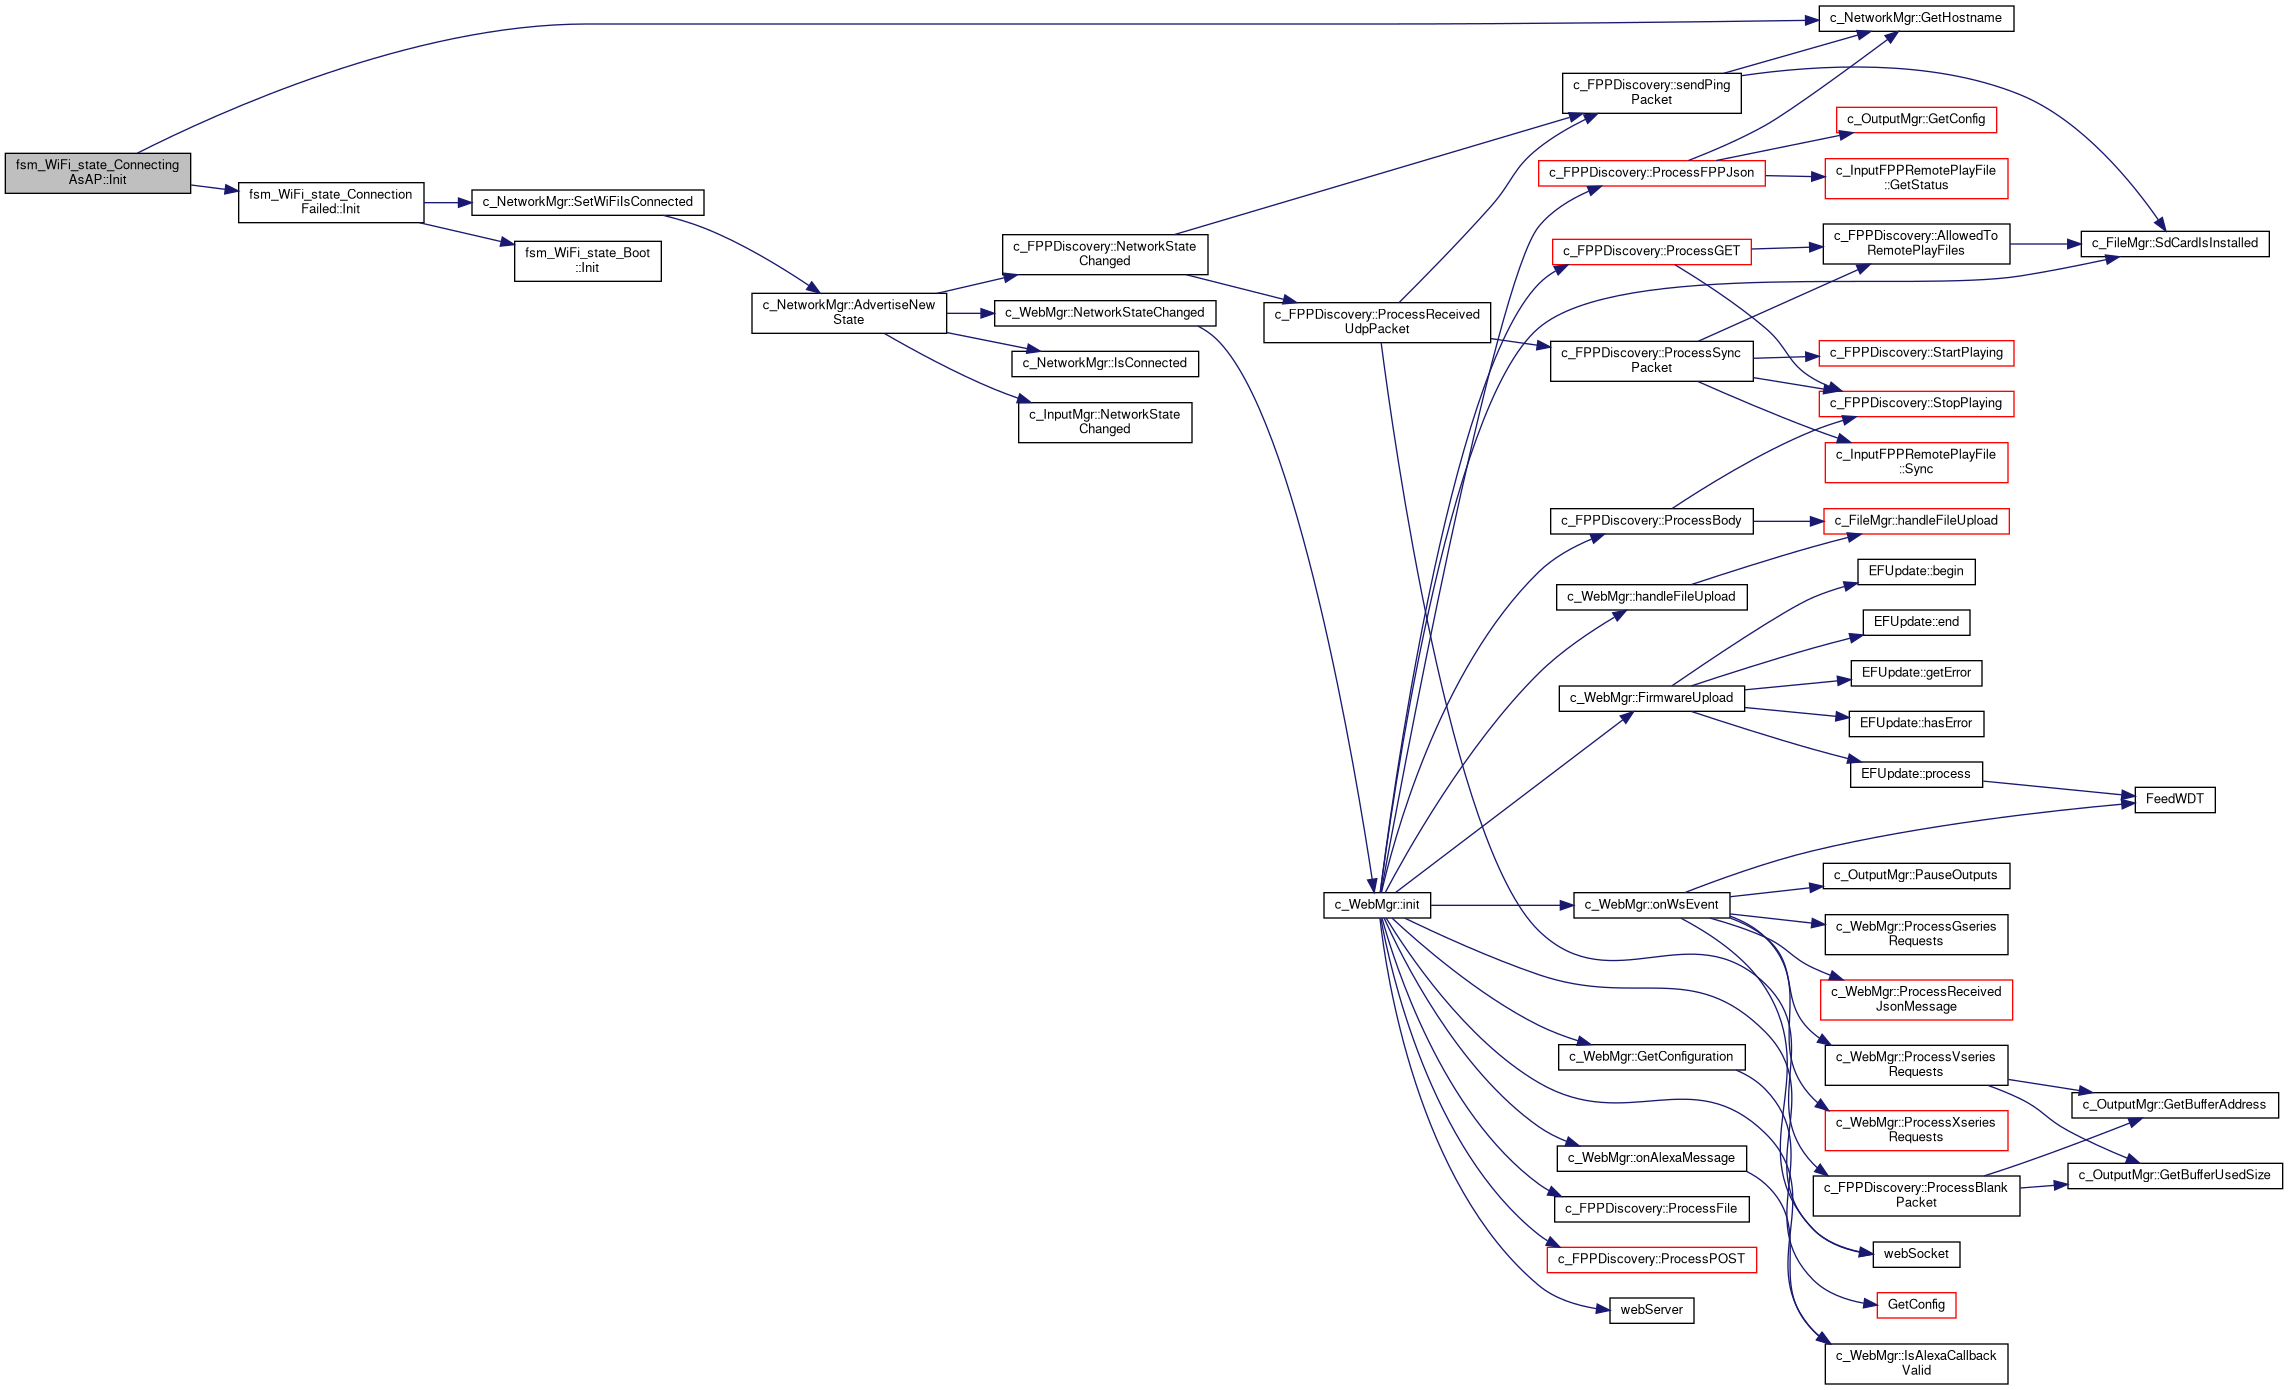 fsm_WiFi_state_Connecting
AsAP::Init
fsm_WiFi_state_Connection
Failed::Init
c_NetworkMgr::SetWiFiIsConnected
fsm_WiFi_state_Boot
::Init
c_NetworkMgr::AdvertiseNew
State
c_FPPDiscovery::NetworkState
Changed
c_WebMgr::NetworkStateChanged
c_NetworkMgr::IsConnected
c_InputMgr::NetworkState
Changed
c_FPPDiscovery::ProcessReceived
UdpPacket
c_WebMgr::init
c_FPPDiscovery::sendPing
Packet
c_FPPDiscovery::ProcessFPPJson
c_FPPDiscovery::ProcessGET
c_FPPDiscovery::ProcessSync
Packet
c_FPPDiscovery::ProcessBody
c_WebMgr::handleFileUpload
c_WebMgr::FirmwareUpload
c_WebMgr::onWsEvent
c_WebMgr::GetConfiguration
c_WebMgr::onAlexaMessage
c_FPPDiscovery::ProcessFile
c_FPPDiscovery::ProcessPOST
webServer
c_NetworkMgr::GetHostname
c_OutputMgr::GetConfig
c_InputFPPRemotePlayFile
::GetStatus
c_FPPDiscovery::AllowedTo
RemotePlayFiles
c_FPPDiscovery::StartPlaying
c_FPPDiscovery::StopPlaying
c_InputFPPRemotePlayFile
::Sync
c_FileMgr::handleFileUpload
EFUpdate::begin
EFUpdate::end
EFUpdate::getError
EFUpdate::hasError
EFUpdate::process
c_OutputMgr::PauseOutputs
c_WebMgr::ProcessGseries
Requests
c_WebMgr::ProcessReceived
JsonMessage
c_WebMgr::ProcessVseries
Requests
c_WebMgr::ProcessXseries
Requests
c_FPPDiscovery::ProcessBlank
Packet
webSocket
GetConfig
c_WebMgr::IsAlexaCallback
Valid
c_FileMgr::SdCardIsInstalled
FeedWDT
c_OutputMgr::GetBufferAddress
c_OutputMgr::GetBufferUsedSize